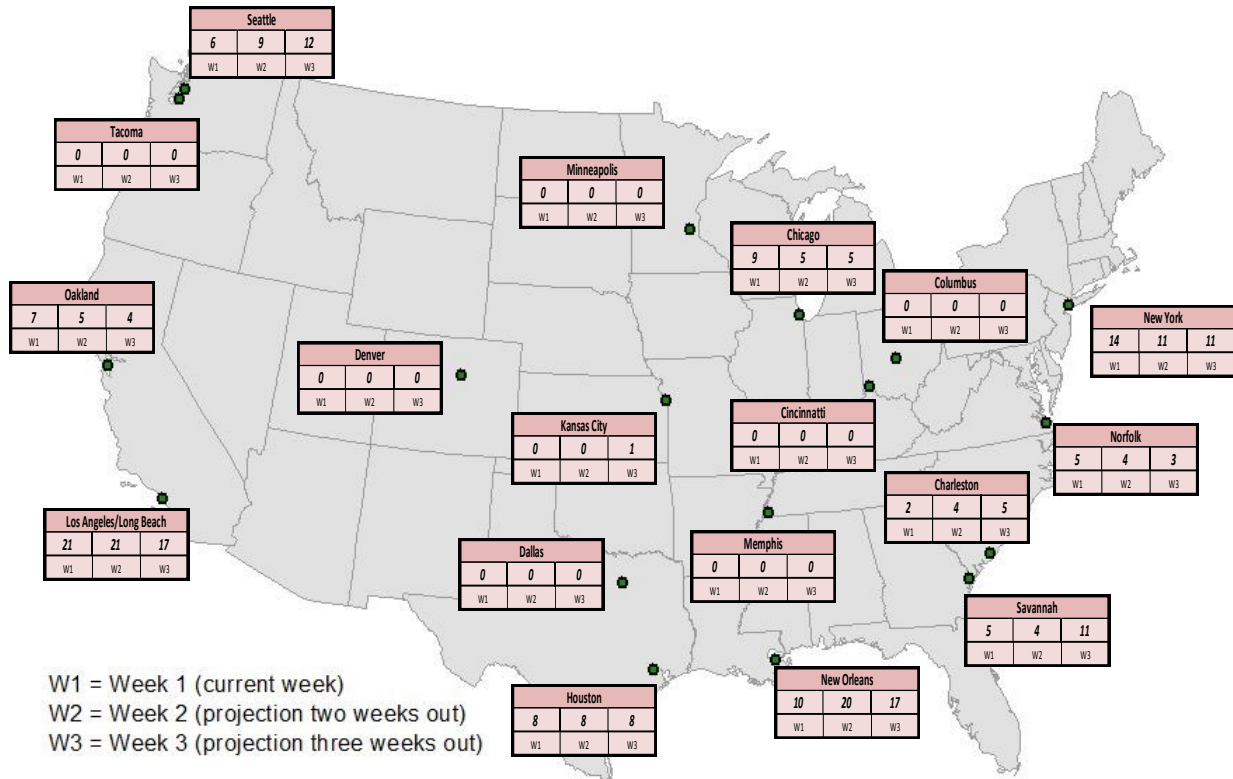 Seattle
6 9 12
W1 W2 W3
Tacoma
0 0 0
W1 W2 W3
Minneapolis
0 0 0
W1 W2 W3
Chicago
9 5 5
W1 W2 W3
Columbus
0 0 0
W1 W2 W3
Oakland
7 5 4
W1 W2 W3
New York
14 11 11
W1 W2 W3
Denver
0 0 0
W1 W2 W3
Kansas City
0 0 1
W1 W2 W3
Cincinnatti
0 0 0
W1 W2 W3
Norfolk
5 4 3
W1 W2 W3
Charleston
2 4 5
W1 W2 W3
Los Angeles/Long Beach
21 21 17
W1 W2 W3
Dallas
0 0 0
W1 W2 W3
Memphis
0 0 0
W1 W2 W3
Savannah
5 4 11
W1 W2 W3
New Orleans
10 20 17
W1 W2 W3
Houston
8 8 8
W1 W2 W3
W1 = Week 1 (current week)
W2 = Week 2 (projection two weeks out)
W3 = Week 3 (projection three weeks out)